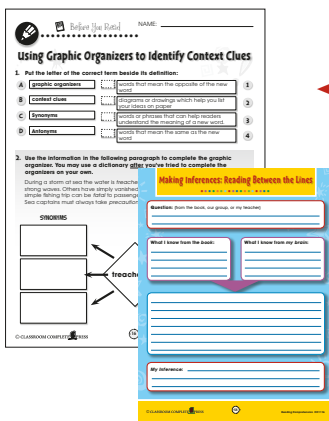 Before You Read
NAME:
Using Graphic Organizers to Identify Context Clues
1. Put the letter of the correct term beside its definition:
A graphic organizers words that mean the opposite of the new word 1
B context clues diagrams or drawings which help you list your ideas on paper 2
C Synonyms words or phrases that can help readers understand the meaning of a new word. 3
D Antonyms words that mean the same as the new word 4
2. Use the information in the following paragraph to complete the graphic
organizer. You may use a dictionary after you've tried to complete the
organizers on your own.
During a storm at sea the water is treache
strong waves. Others have simply vanished
simple fishing trip can be fatal to passenge
Sea captains must always take precaution
SYNONYMS
treach
© CLASSROOM COMPLETE PRESS
Making Inferences: Reading Between the Lines
Question: (from the book, our group, or my teacher)
What I know from the book:
What I know from my brain:
My Inference:
© CLASSROOM COMPLETE PRESS